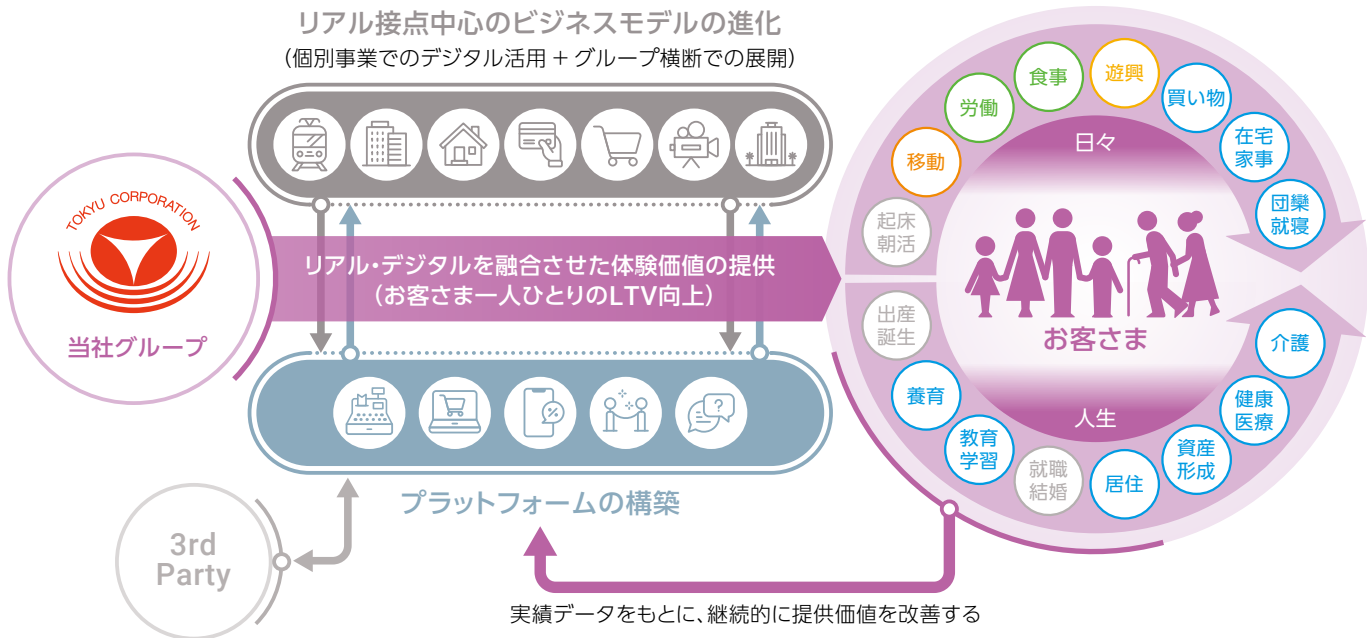 リアル接点中心のビジネスモデルの進化
（個別事業でのデジタル活用 + グループ横断での展開）
TOKYU CORPORATION
当社グループ
リアル・デジタルを融合させた体験価値の提供
（お客さま一人ひとりのLTV向上）
プラットフォームの構築
3rd
Party
実績データをもとに、継続的に提供価値を改善する
日々
起床
朝活
移動
労働
食事
遊興
買い物
在宅
家事
団欒
就寝
お客さま
人生
出産
誕生
養育
教育
学習
就職
結婚
居住
資産
形成
健康
医療
介護
%
?